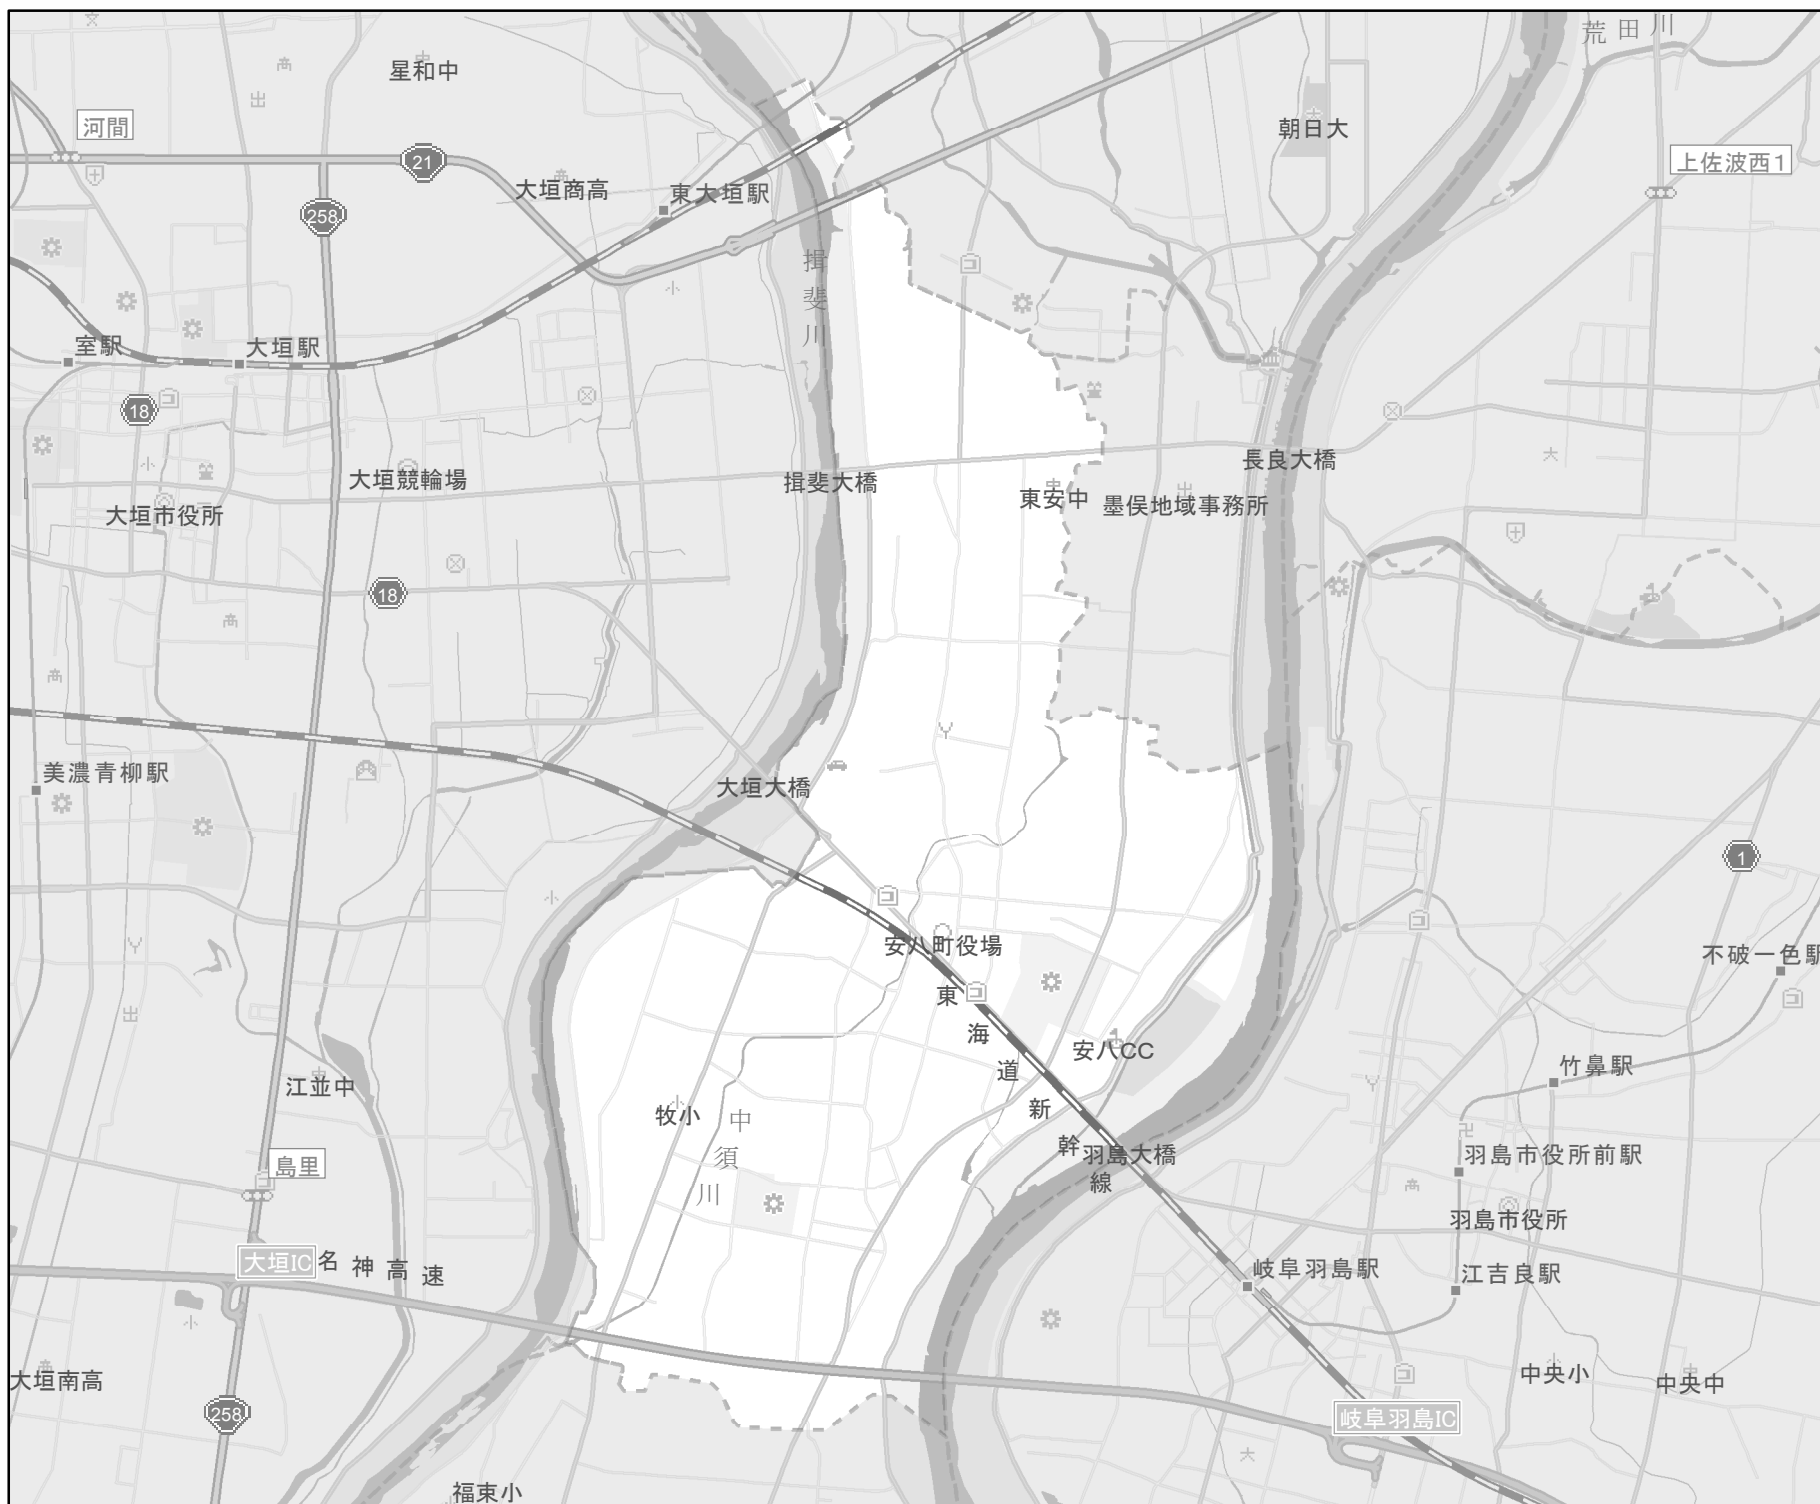 荒田川
星和中
河間
21
朝日大
上佐波西1
大垣商高
東大垣駅
258
揖斐川
室駅
大垣駅
18
大垣競輪場
揖斐大橋
長良大橋
東安中
墨俣地域事務所
大垣市役所
18
美濃青柳駅
大垣大橋
1
安八町役場
不破一色駅
東海道新幹線
安八CC
竹鼻駅
江並中
牧小
中須川
羽島大橋
羽島市役所前駅
島里
羽島市役所
大垣IC
名神高速
岐阜羽島駅
江吉良駅
大垣南高
中央小
中央中
258
岐阜羽島IC
福束小